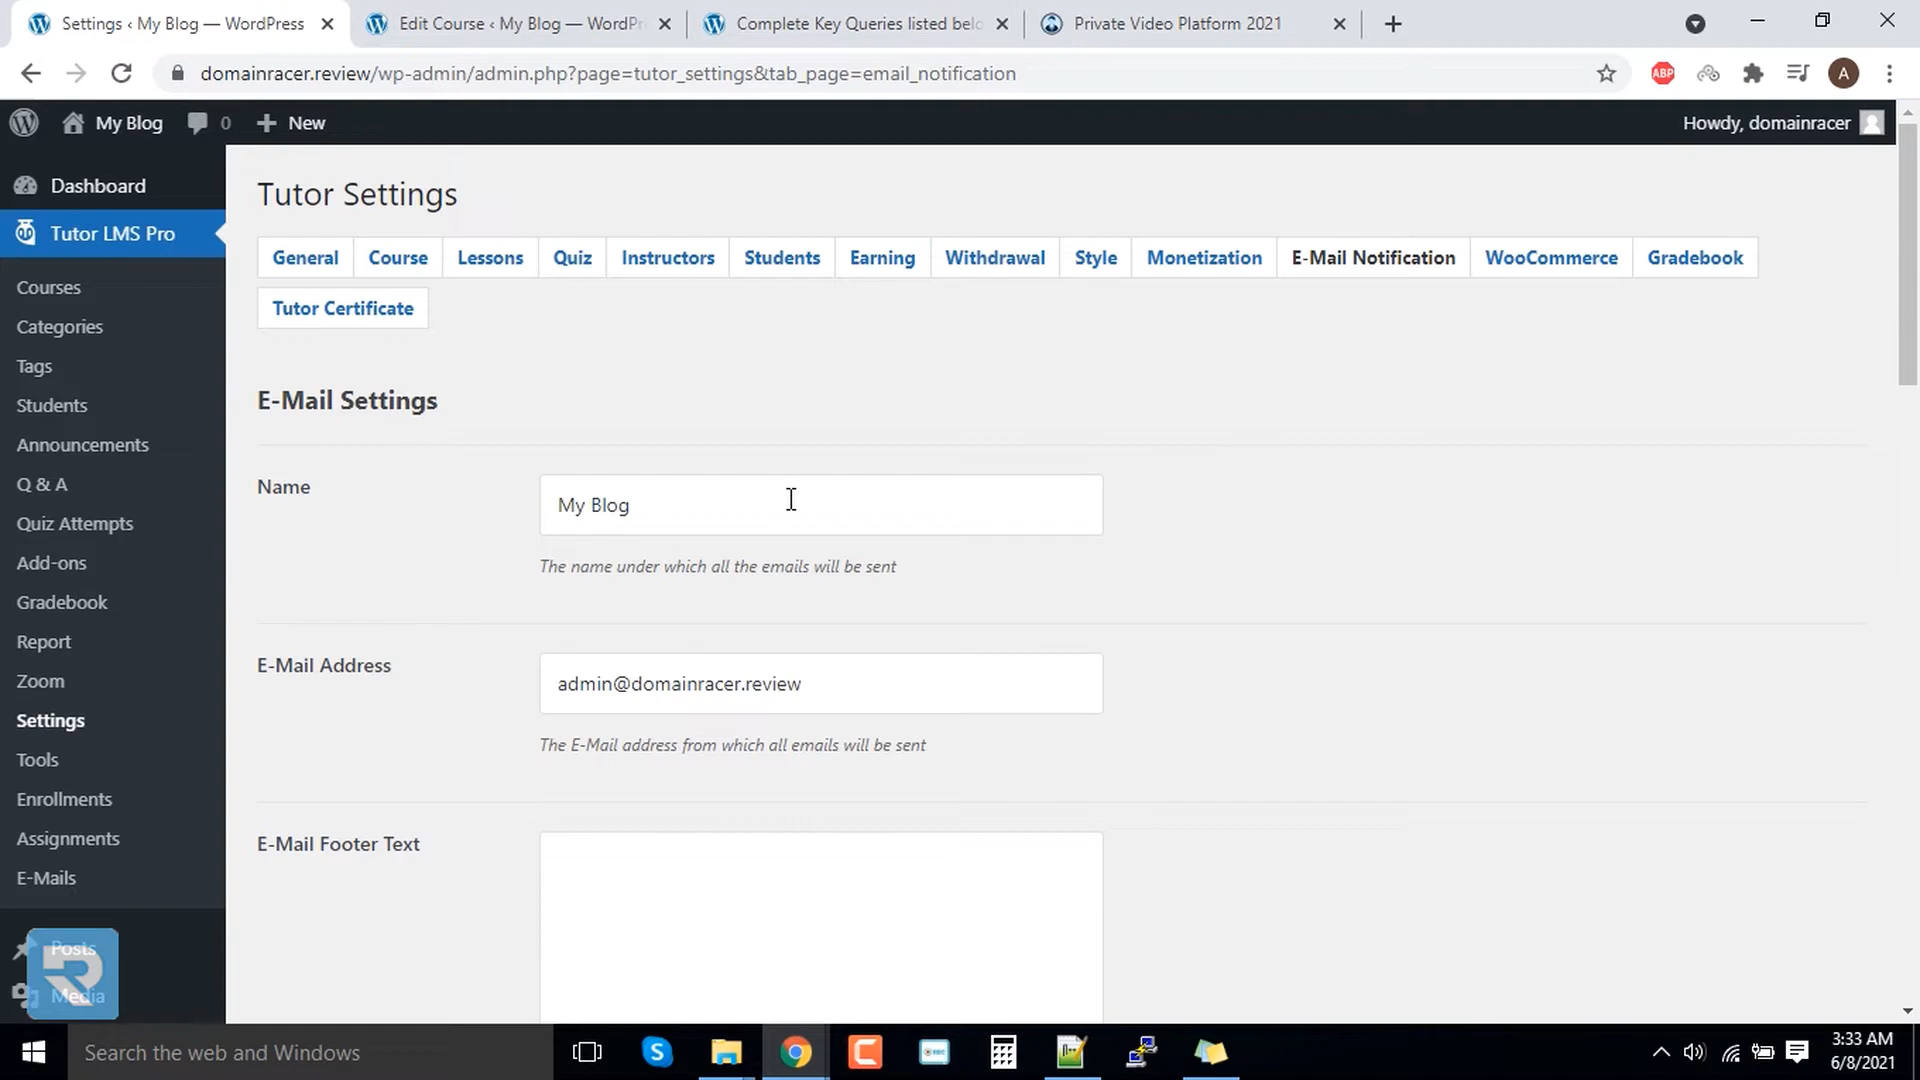 Settings ‹ My Blog — WordPress
Edit Course ‹ My Blog — WordPr
Complete Key Queries listed belo
Private Video Platform 2021
domainracer.review/wp-admin/admin.php?page=tutor_settings&tab_page=email_notification
ABP
A
My Blog
0
New
Howdy, domainracer
Dashboard
Tutor LMS Pro
Courses
Categories
Tags
Students
Announcements
Q & A
Quiz Attempts
Add-ons
Gradebook
Report
Zoom
Settings
Tools
Enrollments
Assignments
E-Mails
Posts
Media
Tutor Settings
General Course Lessons Quiz Instructors Students Earning Withdrawal Style Monetization E-Mail Notification WooCommerce Gradebook
Tutor Certificate
E-Mail Settings
Name
My Blog
The name under which all the emails will be sent
E-Mail Address
admin@domainracer.review
The E-Mail address from which all emails will be sent
E-Mail Footer Text
Search the web and Windows
3:33 AM
6/8/2021